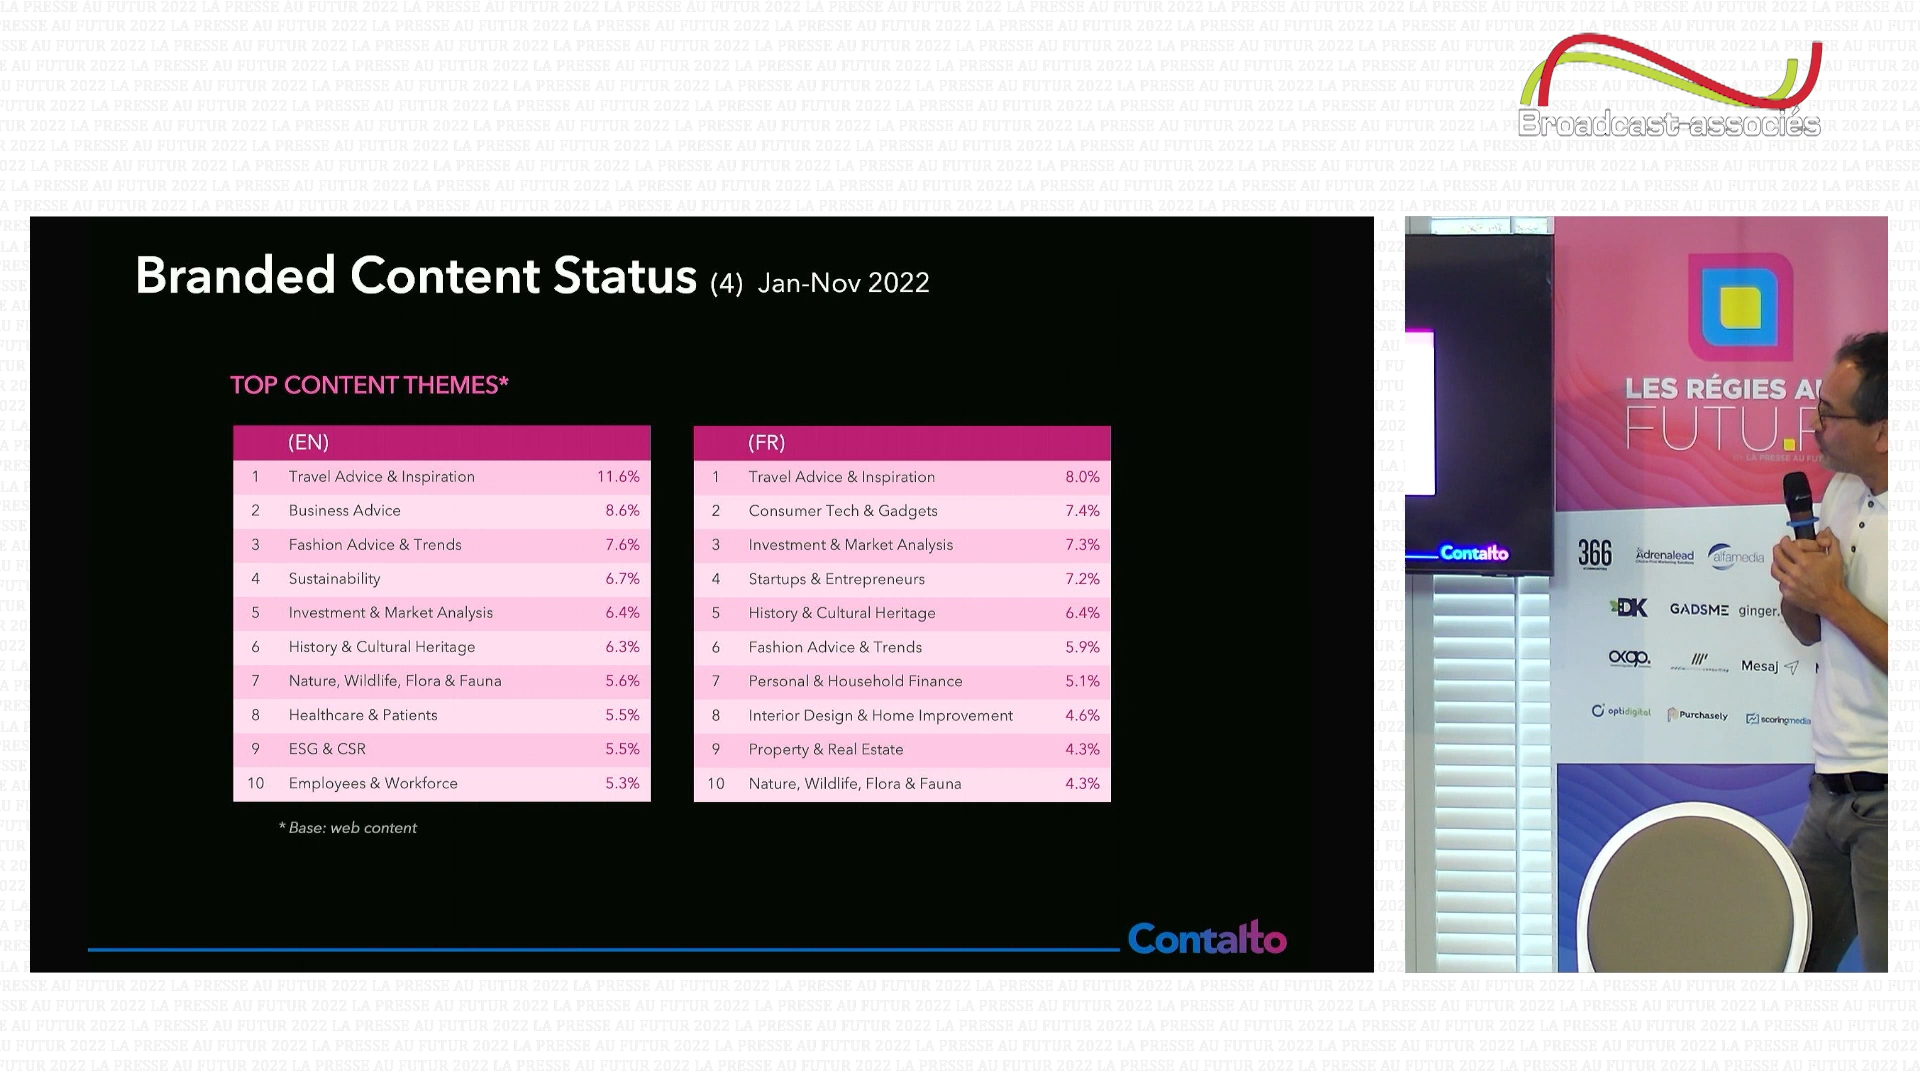 LA PRESSE AU FUTUR 2022
Broadcast-associés
Branded Content Status (4) Jan-Nov 2022
TOP CONTENT THEMES*
(EN)
1 Travel Advice & Inspiration 11.6%
2 Business Advice 8.6%
3 Fashion Advice & Trends 7.6%
4 Sustainability 6.7%
5 Investment & Market Analysis 6.4%
6 History & Cultural Heritage 6.3%
7 Nature, Wildlife, Flora & Fauna 5.6%
8 Healthcare & Patients 5.5%
9 ESG & CSR 5.5%
10 Employees & Workforce 5.3%
(FR)
1 Travel Advice & Inspiration 8.0%
2 Consumer Tech & Gadgets 7.4%
3 Investment & Market Analysis 7.3%
4 Startups & Entrepreneurs 7.2%
5 History & Cultural Heritage 6.4%
6 Fashion Advice & Trends 5.9%
7 Personal & Household Finance 5.1%
8 Interior Design & Home Improvement 4.6%
9 Property & Real Estate 4.3%
10 Nature, Wildlife, Flora & Fauna 4.3%
* Base: web content
Contalto
Contalto
LES RÉGIES AU
FUTU.R
LA PRESSE AU FUT
366
Adrenalead
alfamedia
DK
GADSME
ginger.
Mesaj
optidigital
Purchasely
scoringmedia